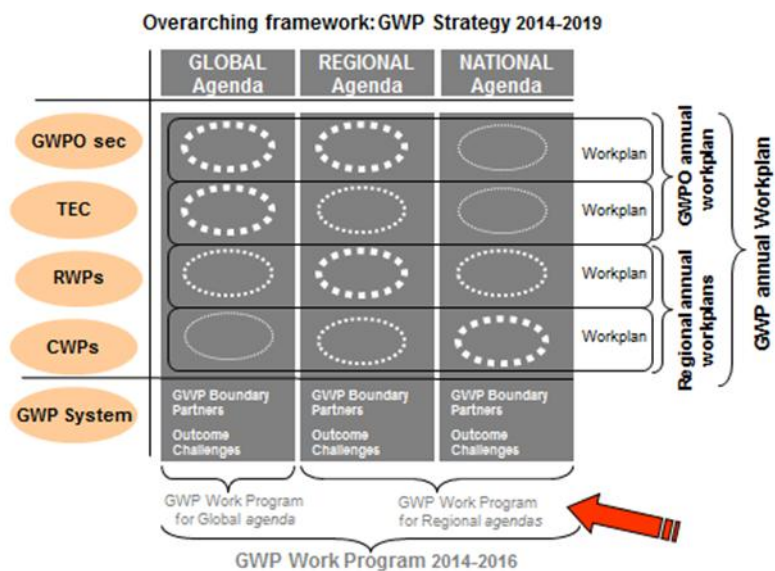 Overarching framework: GWP Strategy 2014-2019
GLOBAL
Agenda
REGIONAL
Agenda
NATIONAL
Agenda
GWPO sec
Workplan
TEC
Workplan
RWPs
Workplan
CWPs
Workplan
GWPO annual
workplan
Regional annual
workplans
GWP annual Workplan
GWP System
GWP Boundary
Partners
Outcome
Challenges
GWP Boundary
Partners
Outcome
Challenges
GWP Boundary
Partners
Outcome
Challenges
GWP Work Program
for Global agenda
GWP Work Program
for Regional agendas
GWP Work Program 2014-2016